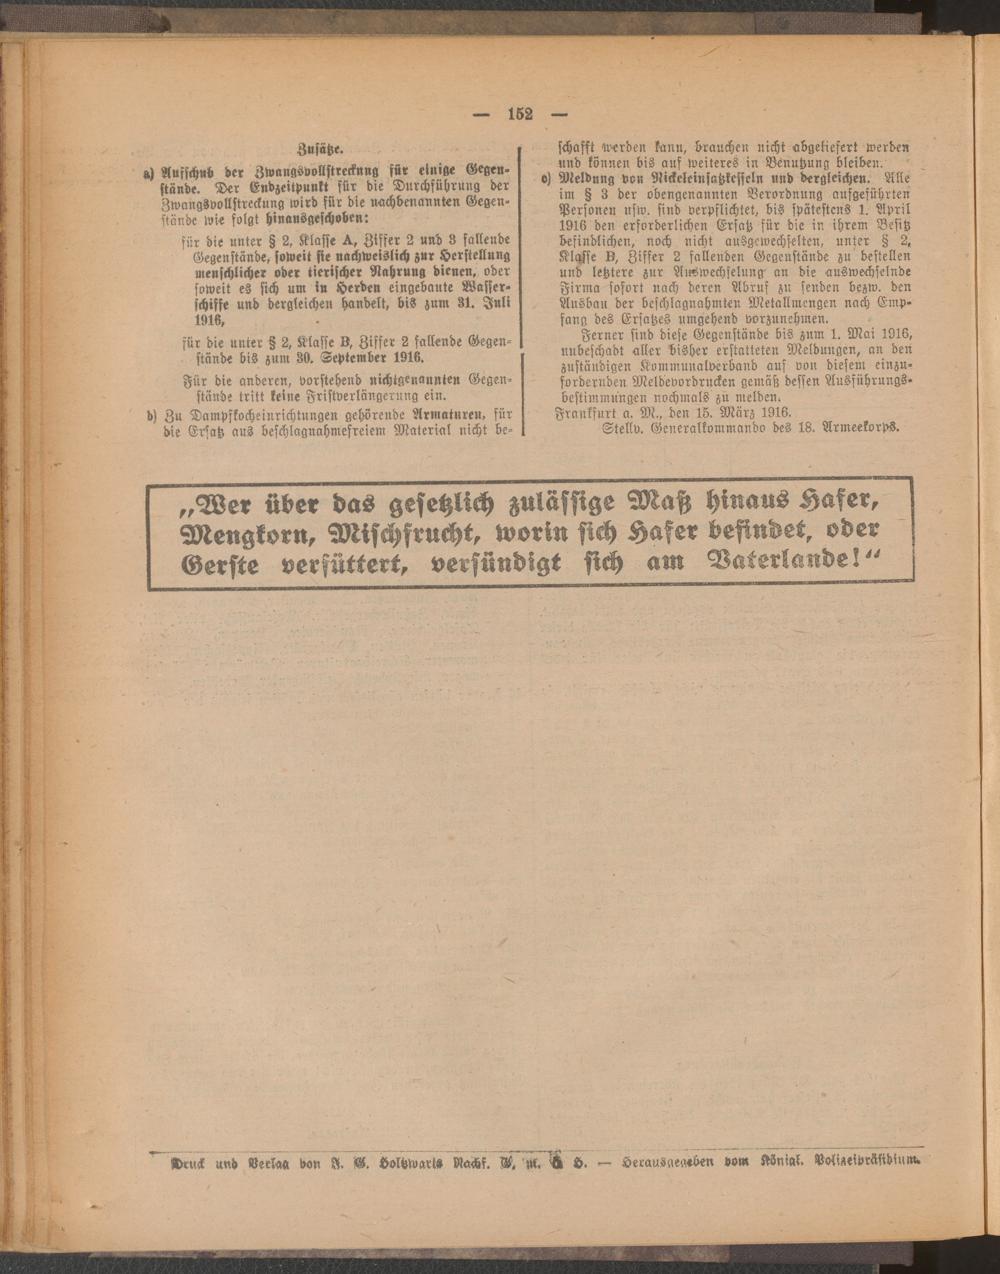 — 152 —
Zusätze.
a) Aufschub der Zwangsvollstreckung für einige Gegen-
stände. Der Endzeitpunkt für die Durchführung der
Zwangsvollstreckung wird für die nachbenannten Gegen-
stände wie folgt hinausgeschoben:
für die unter § 2, Klasse A, Ziffer 2 und 3 fallende
Gegenstände, soweit sie nachweislich zur Herstellung
menschlicher oder tierischer Nahrung dienen, oder
soweit es sich um in Herden eingebaute Wasser-
schiffe und dergleichen handelt, bis zum 31. Juli
1916,
für die unter § 2, Klasse B, Ziffer 2 fallende Gegen-
stände bis zum 30. September 1916.
Für die anderen, vorstehend nichtgenannten Gegen-
stände tritt keine Fristverlängerung ein.
b) Zu Dampfkocheinrichtungen gehörende Armaturen, für
die Ersatz aus beschlagnahmefreiem Material nicht be-
schafft werden kann, brauchen nicht abgeliefert werden
und können bis auf weiteres in Benutzung bleiben.
c) Meldung von Nickeleinsatzkesseln und dergleichen. Alle
im § 3 der obengenannten Verordnung aufgeführten
Personen usw. sind verpflichtet, bis spätestens 1. April
1916 den erforderlichen Ersatz für die in ihrem Besitz
befindlichen, noch nicht ausgewechselten, unter § 2,
Klasse B, Ziffer 2 fallenden Gegenstände zu bestellen
und letztere zur Auswechselung an die auswechselnde
Firma sofort nach deren Abruf zu senden bezw. den
Ausbau der beschlagnahmten Metallmengen nach Emp-
fang des Ersatzes umgehend vorzunehmen.
Ferner sind diese Gegenstände bis zum 1. Mai 1916,
unbeschadt aller bisher erstatteten Meldungen, an den
zuständigen Kommunalverband auf von diesem einzu-
fordernden Meldevordrucken gemäß dessen Ausführungs-
bestimmungen nochmals zu melden.
Frankfurt a. M., den 15. März 1916.
Stellv. Generalkommando des 18. Armeekorps.
„Wer über das gesetzlich zulässige Maß hinaus Hafer,
Mengkorn, Mischfrucht, worin sich Hafer befindet, oder
Gerste verfüttert, versündigt sich am Vaterlande!“
Druck und Verlag von J. G. Holtzwarts Nachf. G. m. b. H. — Herausgegeben vom Königl. Polizeipräsidium.